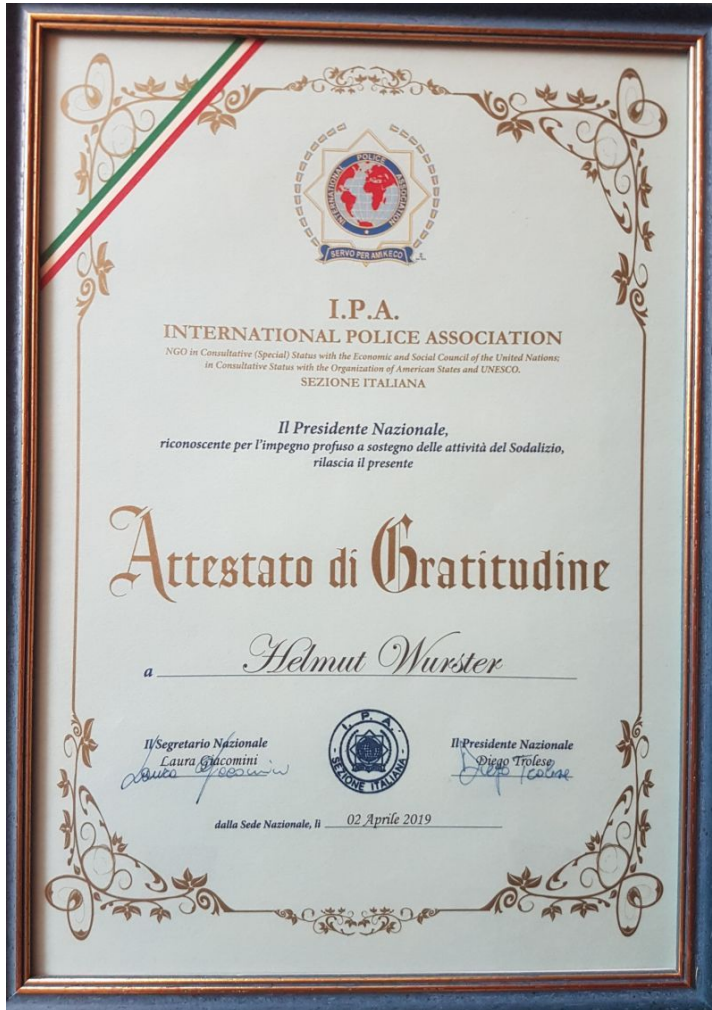 INTERNATIONAL POLICE ASSOCIATION
SERVO PER AMIKECO
I.P.A.
INTERNATIONAL POLICE ASSOCIATION
NGO in Consultative (Special) Status with the Economic and Social Council of the United Nations;
in Consultative Status with the Organization of American States and UNESCO.
SEZIONE ITALIANA
Il Presidente Nazionale,
riconoscente per l'impegno profuso a sostegno delle attività del Sodalizio,
rilascia il presente
Attestato di Gratitudine
a Helmut Wurster
Il Segretario Nazionale
Laura Giacomini
Laura Giacomini
I. P. A.
SEZIONE ITALIANA
Il Presidente Nazionale
Diego Trolese
Diego Trolese
dalla Sede Nazionale, lì 02 Aprile 2019